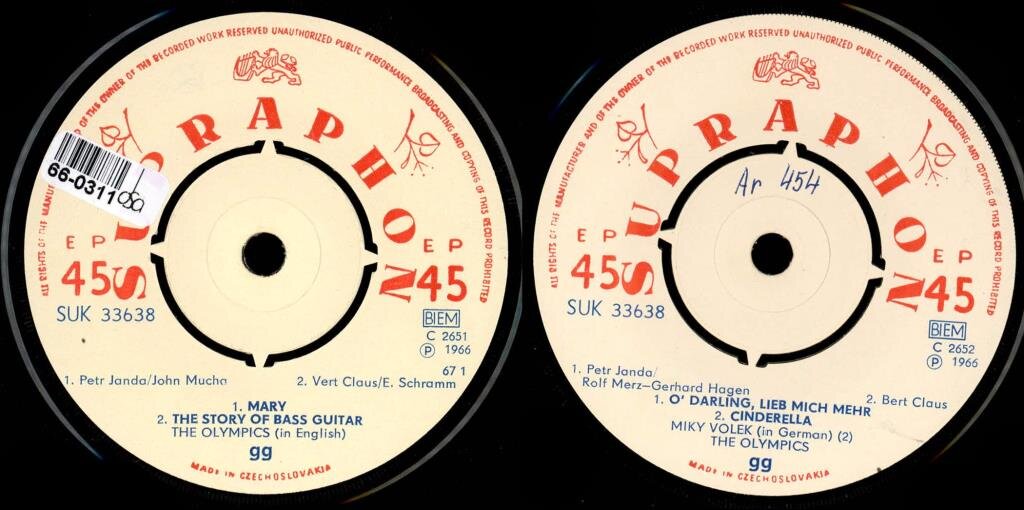 ALL RIGHTS OF THE MANUF P OF THE OWNER OF THE RECORDED WORK RESERVED UNAUTHORIZED PUBLIC PERFORMANCE BROADCASTING AND COPYING OF THIS RECORD PROHIBITED
SUPRAPHON
66-0311 OSA
EP
45
EP
45
SUK 33638
BIEM
C 2651
Ⓟ 1966
67 1
1. Petr Janda/John Mucha
2. Vert Claus/E. Schramm
1. MARY
2. THE STORY OF BASS GUITAR
THE OLYMPICS (in English)
gg
MADE IN CZECHOSLOVAKIA
ALL RIGHTS OF THE MANUFACTURER AND OF THE OWNER OF THE RECORDED WORK RESERVED UNAUTHORIZED PUBLIC PERFORMANCE BROADCASTING AND COPYING OF THIS RECORD PROHIBITED
SUPRAPHON
Ar 454
EP
45
EP
45
SUK 33638
BIEM
C 2652
Ⓟ 1966
1. Petr Janda/
Rolf Merz–Gerhard Hagen
2. Bert Claus
1. O' DARLING, LIEB MICH MEHR
2. CINDERELLA
MIKY VOLEK (in German) (2)
THE OLYMPICS
gg
MADE IN CZECHOSLOVAKIA